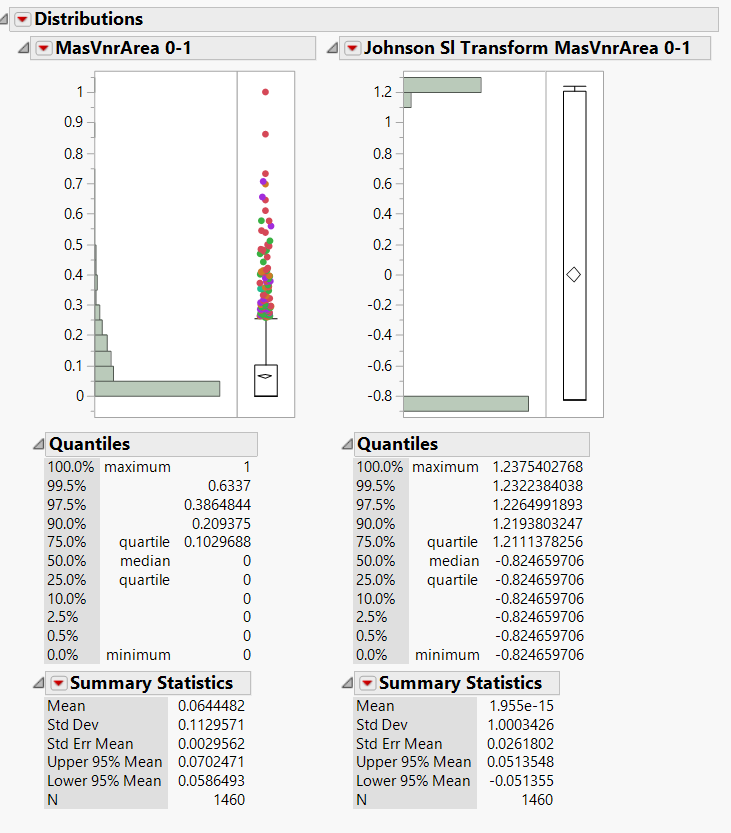 Distributions
MasVnrArea 0-1
1
0.9
0.8
0.7
0.6
0.5
0.4
0.3
0.2
0.1
0
Quantiles
100.0% maximum 1
99.5% 0.6337
97.5% 0.3864844
90.0% 0.209375
75.0% quartile 0.1029688
50.0% median 0
25.0% quartile 0
10.0% 0
2.5% 0
0.5% 0
0.0% minimum 0
Summary Statistics
Mean 0.0644482
Std Dev 0.1129571
Std Err Mean 0.0029562
Upper 95% Mean 0.0702471
Lower 95% Mean 0.0586493
N 1460
Johnson Sl Transform MasVnrArea 0-1
1.2
1
0.8
0.6
0.4
0.2
0
-0.2
-0.4
-0.6
-0.8
Quantiles
100.0% maximum 1.2375402768
99.5% 1.2322384038
97.5% 1.2264991893
90.0% 1.2193803247
75.0% quartile 1.2111378256
50.0% median -0.824659706
25.0% quartile -0.824659706
10.0% -0.824659706
2.5% -0.824659706
0.5% -0.824659706
0.0% minimum -0.824659706
Summary Statistics
Mean 1.955e-15
Std Dev 1.0003426
Std Err Mean 0.0261802
Upper 95% Mean 0.0513548
Lower 95% Mean -0.051355
N 1460